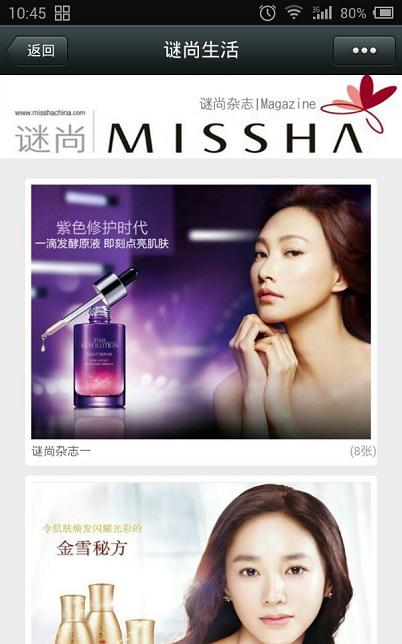 10:45
3G
80%
返回
谜尚生活
谜尚杂志|Magazine
www.misshachina.com
谜尚
MISSHA
紫色修护时代
一滴发酵原液 即刻点亮肌肤
TIME
REVOLUTION
NIGHT REPAIR
谜尚杂志一
(8张)
令肌肤焕发闪耀光彩的
金雪秘方